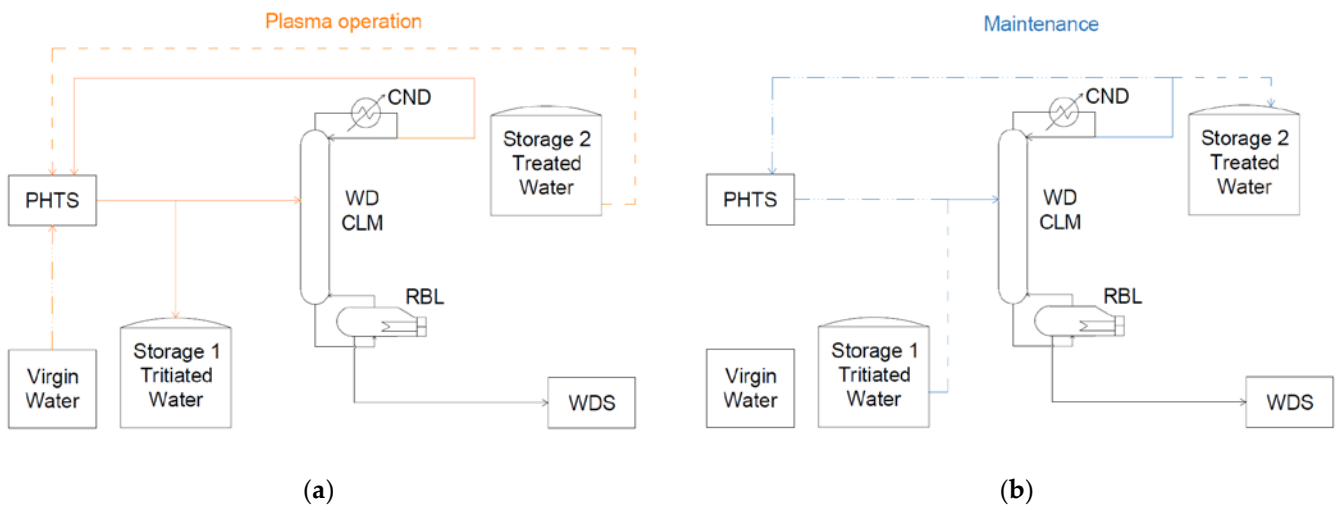 Plasma operation
CND
Storage 2
Treated
Water
PHTS
WD
CLM
RBL
Storage 1
Tritiated
Water
Virgin
Water
WDS
(a)
Maintenance
CND
Storage 2
Treated
Water
PHTS
WD
CLM
RBL
Storage 1
Tritiated
Water
Virgin
Water
WDS
(b)